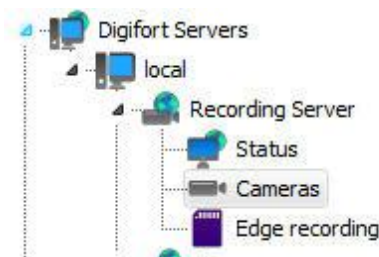 Digifort Servers
local
Recording Server
Status
Cameras
Edge recording